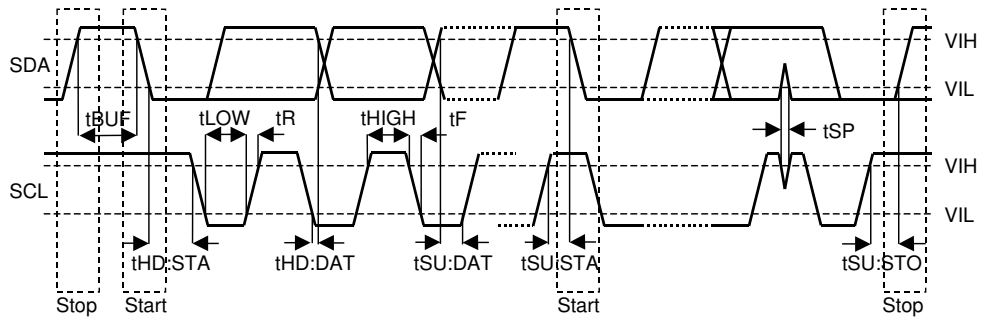 VIH
SDA
VIL
tBUF tLOW tR tHIGH tF
tSP
VIH
SCL
VIL
tHD:STA tHD:DAT tSU:DAT tSU:STA tSU:STO
Stop Start Start Stop